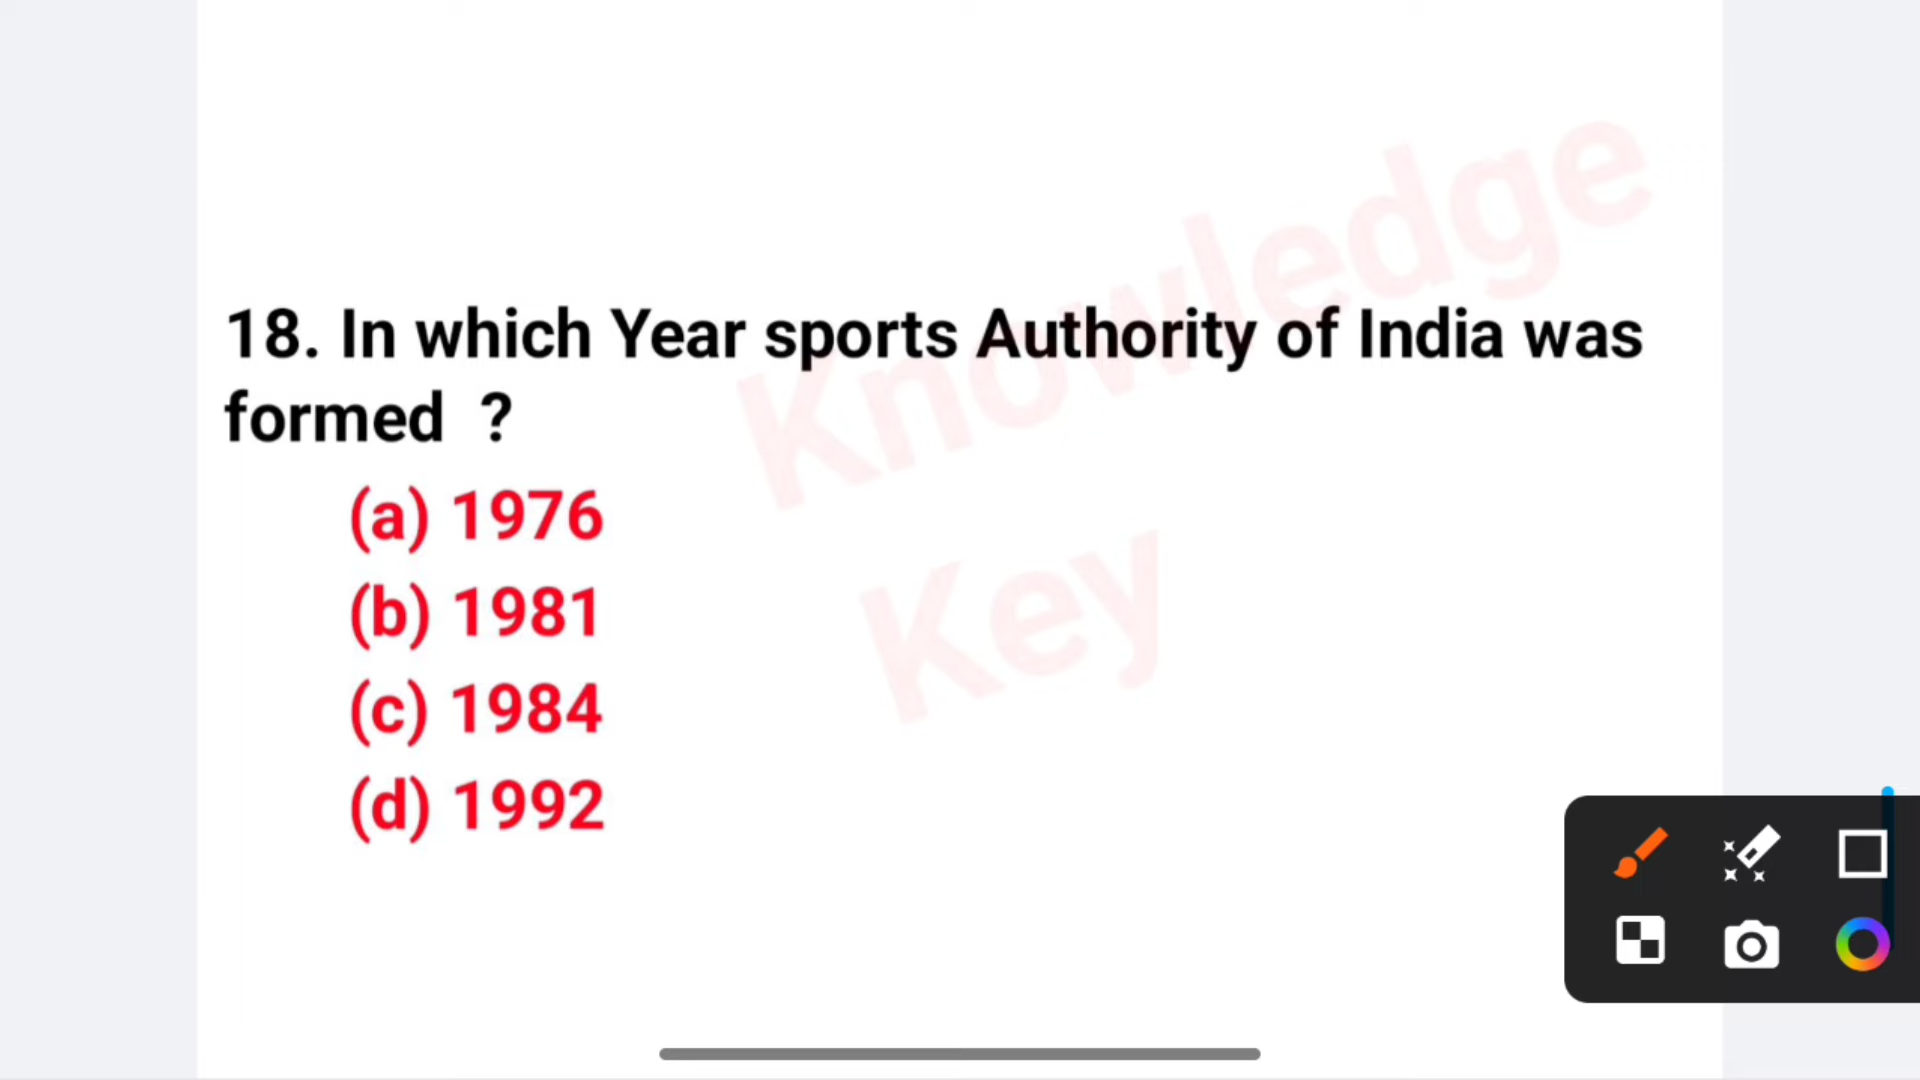 Knowledge
18. In which Year sports Authority of India was
formed ?
Key
(a) 1976
(b) 1981
(c) 1984
(d) 1992